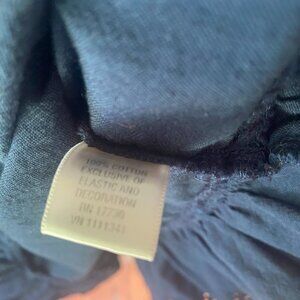 100% COTTON
EXCLUSIVE OF
ELASTIC AND
DECORATION
RN 17730
VN 1111341